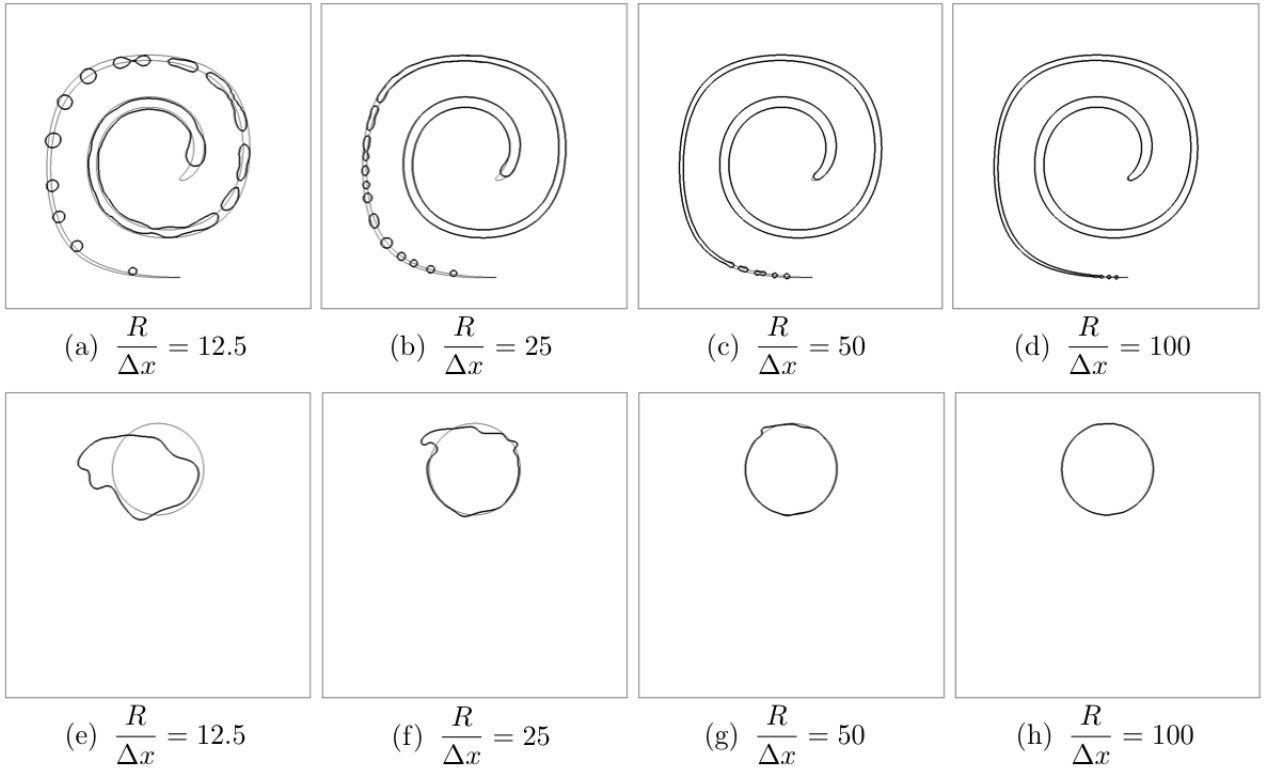 (a) R/Δx = 12.5
(b) R/Δx = 25
(c) R/Δx = 50
(d) R/Δx = 100
(e) R/Δx = 12.5
(f) R/Δx = 25
(g) R/Δx = 50
(h) R/Δx = 100